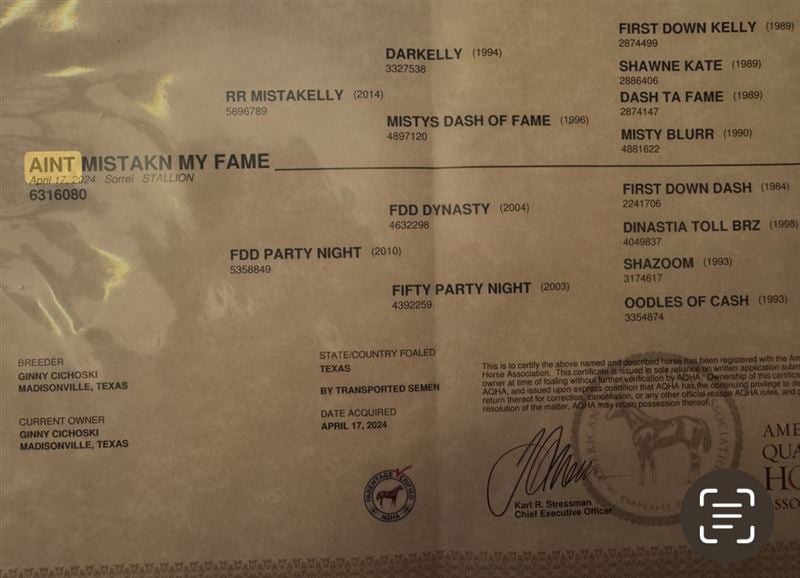 FIRST DOWN KELLY (1989)
2874499
DARKELLY (1994)
3327538
SHAWNE KATE (1989)
2886406
RR MISTAKELLY (2014)
5696789
DASH TA FAME (1989)
2874147
MISTYS DASH OF FAME (1996)
4897120
MISTY BLURR (1990)
4881622
AINT MISTAKN MY FAME
April 17, 2024 Sorrel STALLION
6316080
FIRST DOWN DASH (1984)
2241706
FDD DYNASTY (2004)
4632298
DINASTIA TOLL BRZ (1998)
4049837
FDD PARTY NIGHT (2010)
5358849
SHAZOOM (1993)
3174617
FIFTY PARTY NIGHT (2003)
4392259
OODLES OF CASH (1993)
3354874
BREEDER
GINNY CICHOSKI
MADISONVILLE, TEXAS
CURRENT OWNER
GINNY CICHOSKI
MADISONVILLE, TEXAS
STATE/COUNTRY FOALED
TEXAS
BY TRANSPORTED SEMEN
DATE ACQUIRED
APRIL 17, 2024
PARENTAGE VERIFIED
AQHA
This is to certify the above named and described horse has been registered with the Am
Horse Association. This certificate is issued in sole reliance on written application subm
owner at time of foaling without further verification by AQHA. Ownership of this certifica
AQHA, and issued upon express condition that AQHA has the continuing privilege to de
return thereof for correction, cancellation, or any other official reason AQHA rules, and p
resolution of the matter, AQHA may retain possession thereof.
Karl R. Stressman
Chief Executive Officer
AME
QUA
HO
SSO